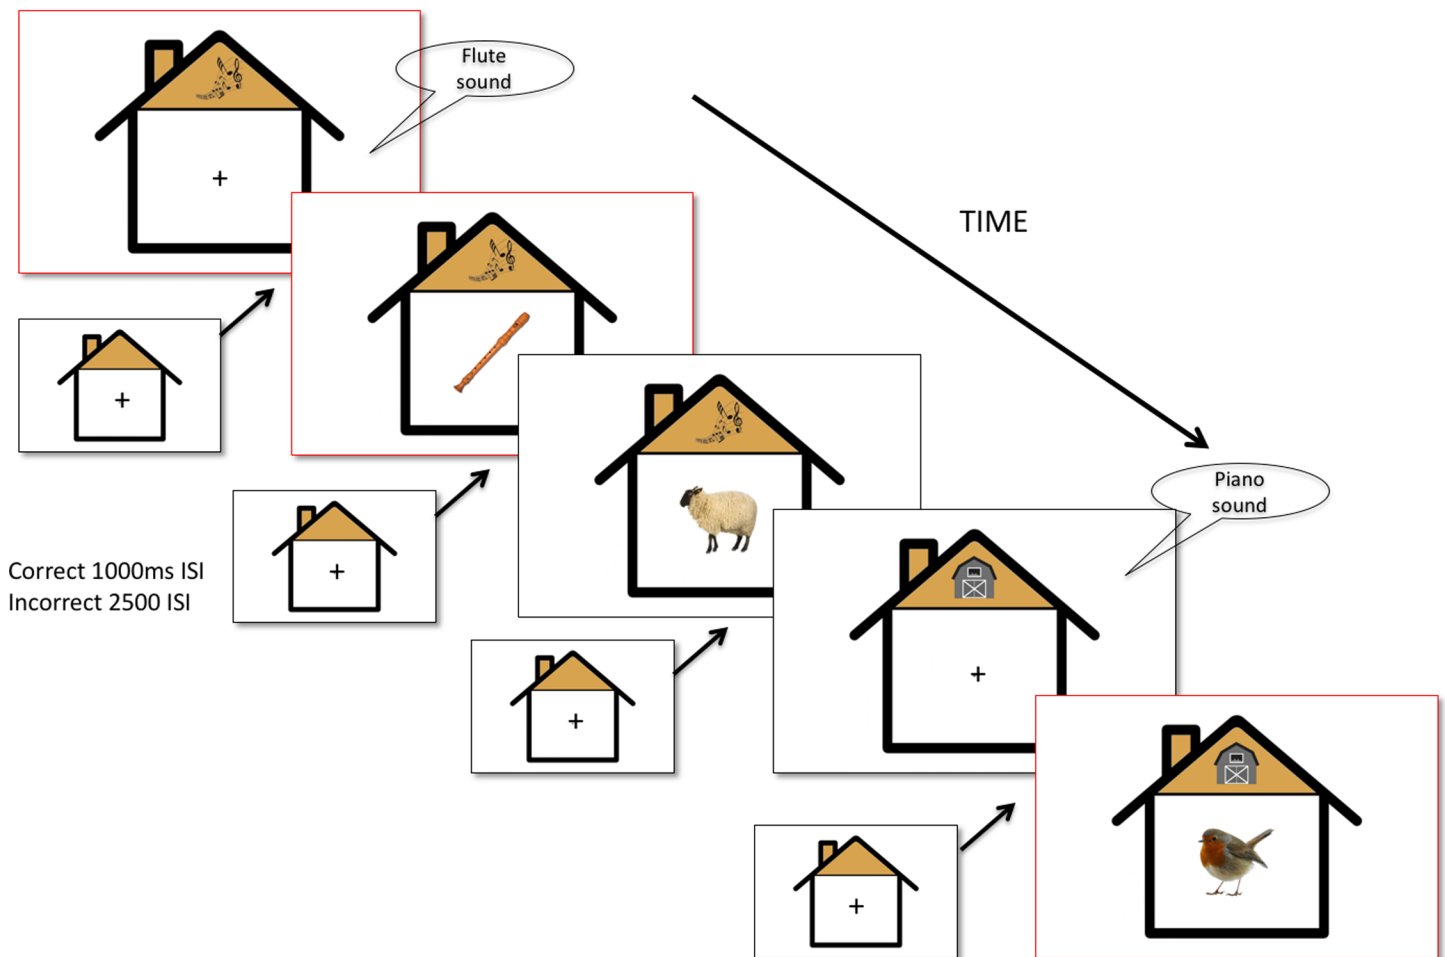 Flute
sound
TIME
Piano
sound
Correct 1000ms ISI
Incorrect 2500 ISI